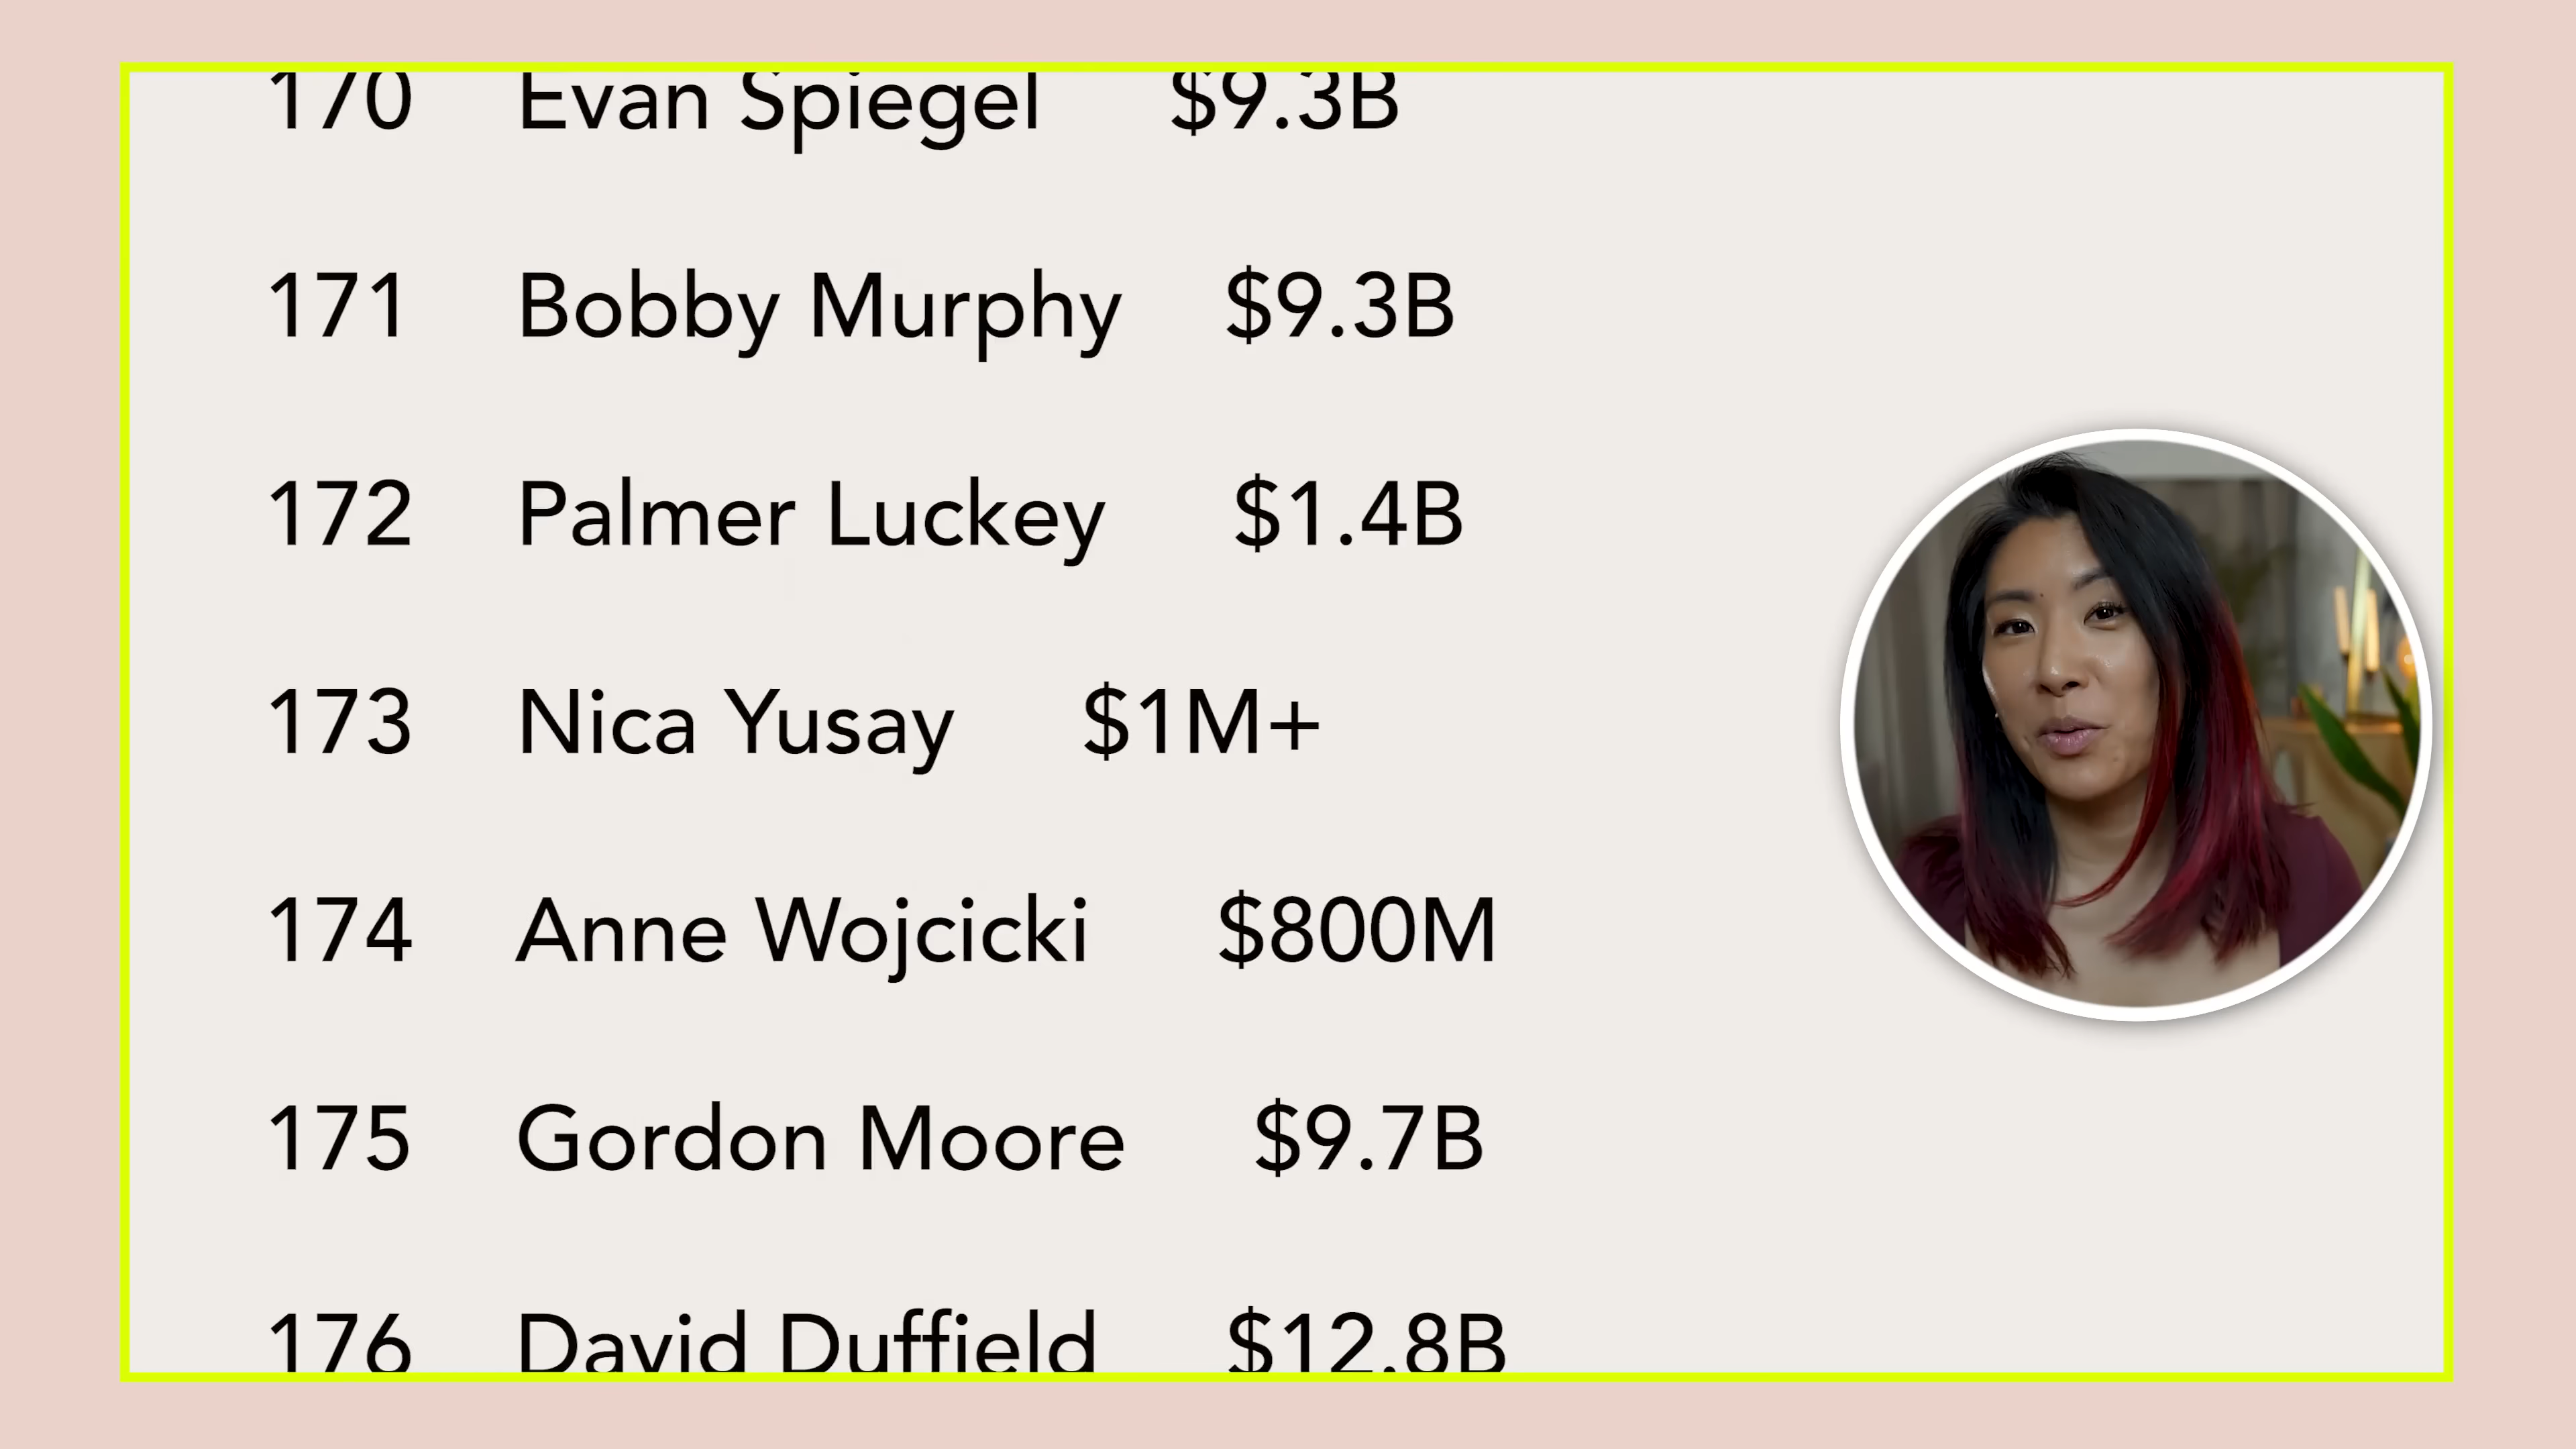 170 Evan Spiegel $9.3B
171 Bobby Murphy $9.3B
172 Palmer Luckey $1.4B
173 Nica Yusay $1M+
174 Anne Wojcicki $800M
175 Gordon Moore $9.7B
176 David Duffield $12.8B